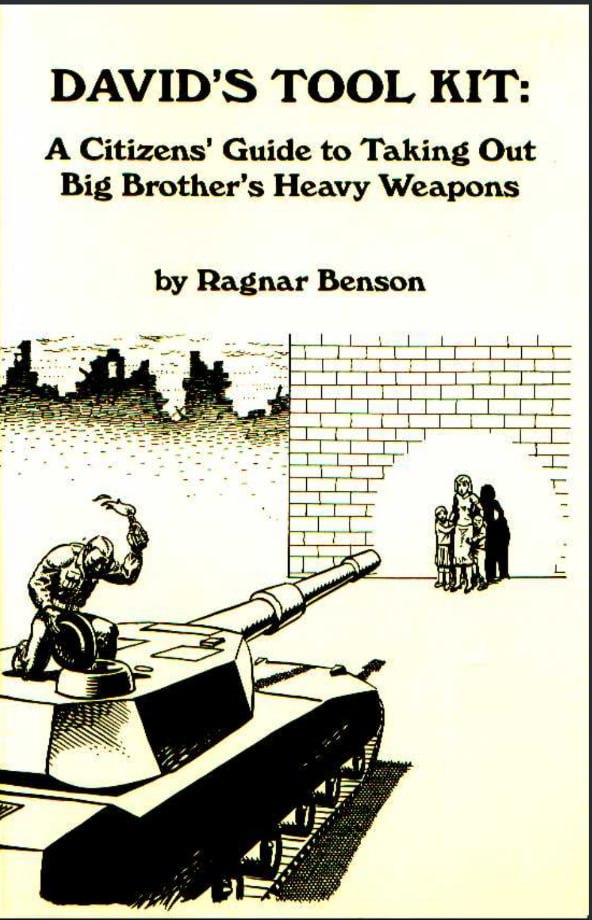 DAVID'S TOOL KIT:
A Citizens' Guide to Taking Out
Big Brother's Heavy Weapons
by Ragnar Benson